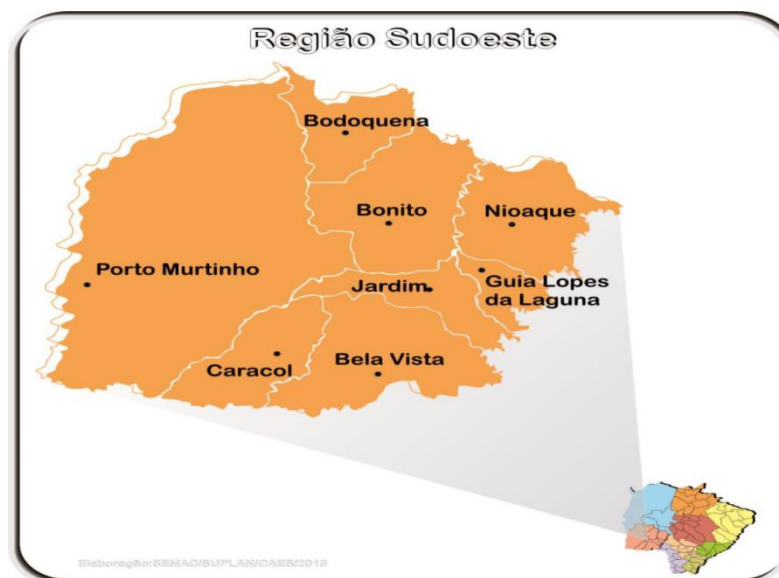 Região Sudoeste
Bodoquena
Bonito
Nioaque
Porto Murtinho
Jardim
Guia Lopes
da Laguna
Caracol
Bela Vista
Elaboração:SEMAC/SUPLAN/CAES/2013